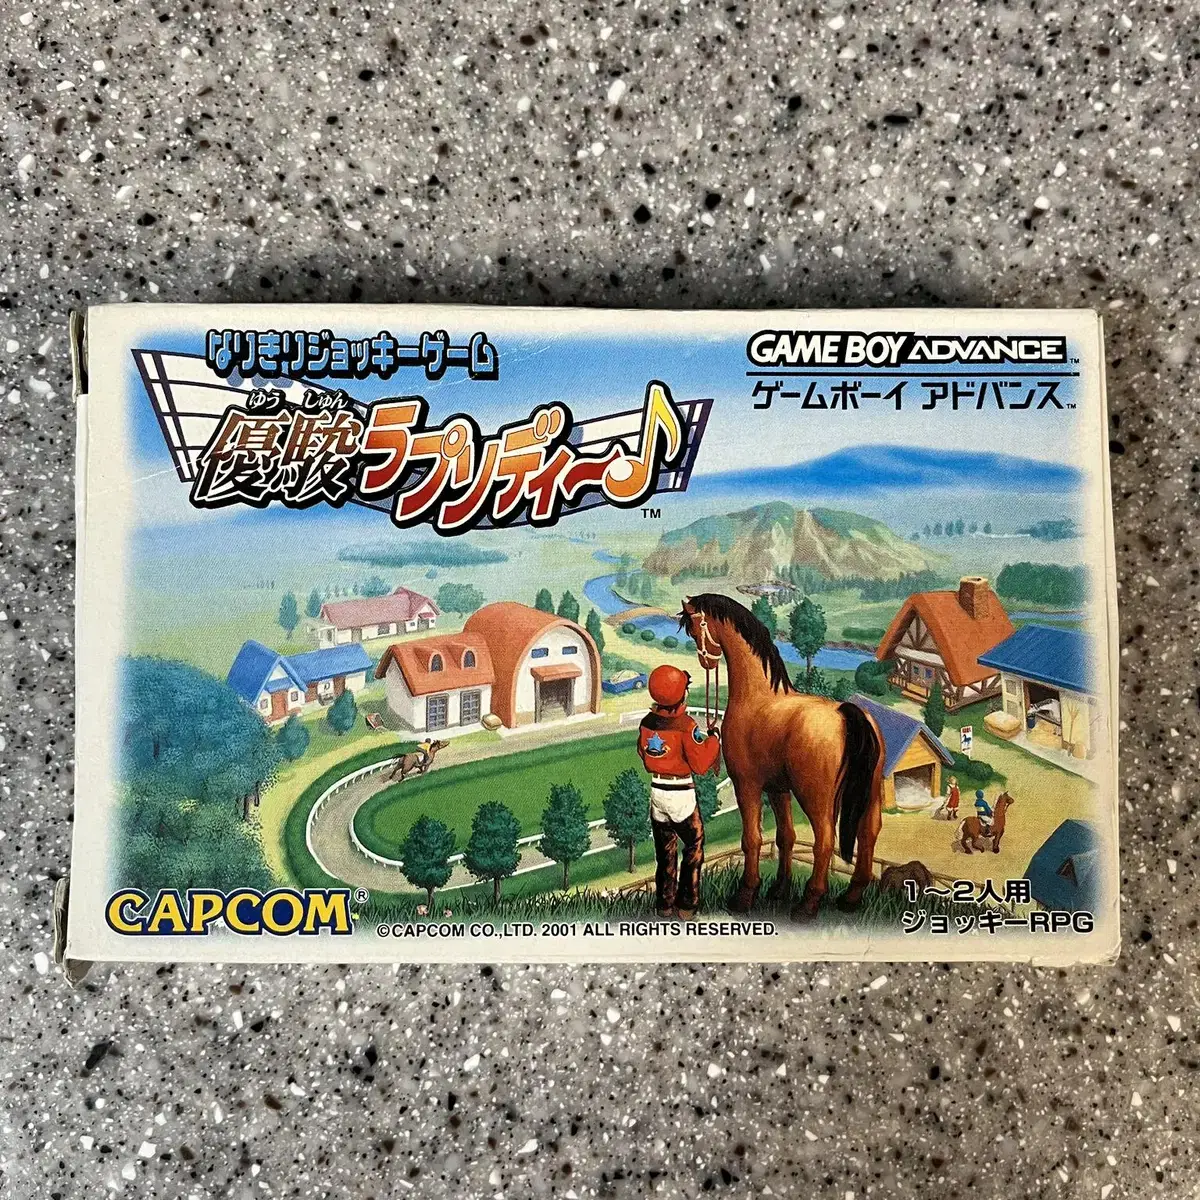 なりきりジョッキーゲーム
ゆう しゅん
優駿ラプソディー♪
TM
GAME BOY ADVANCE TM
ゲームボーイ アドバンス TM
CAPCOM®
©CAPCOM CO.,LTD. 2001 ALL RIGHTS RESERVED.
1～2人用
ジョッキーRPG